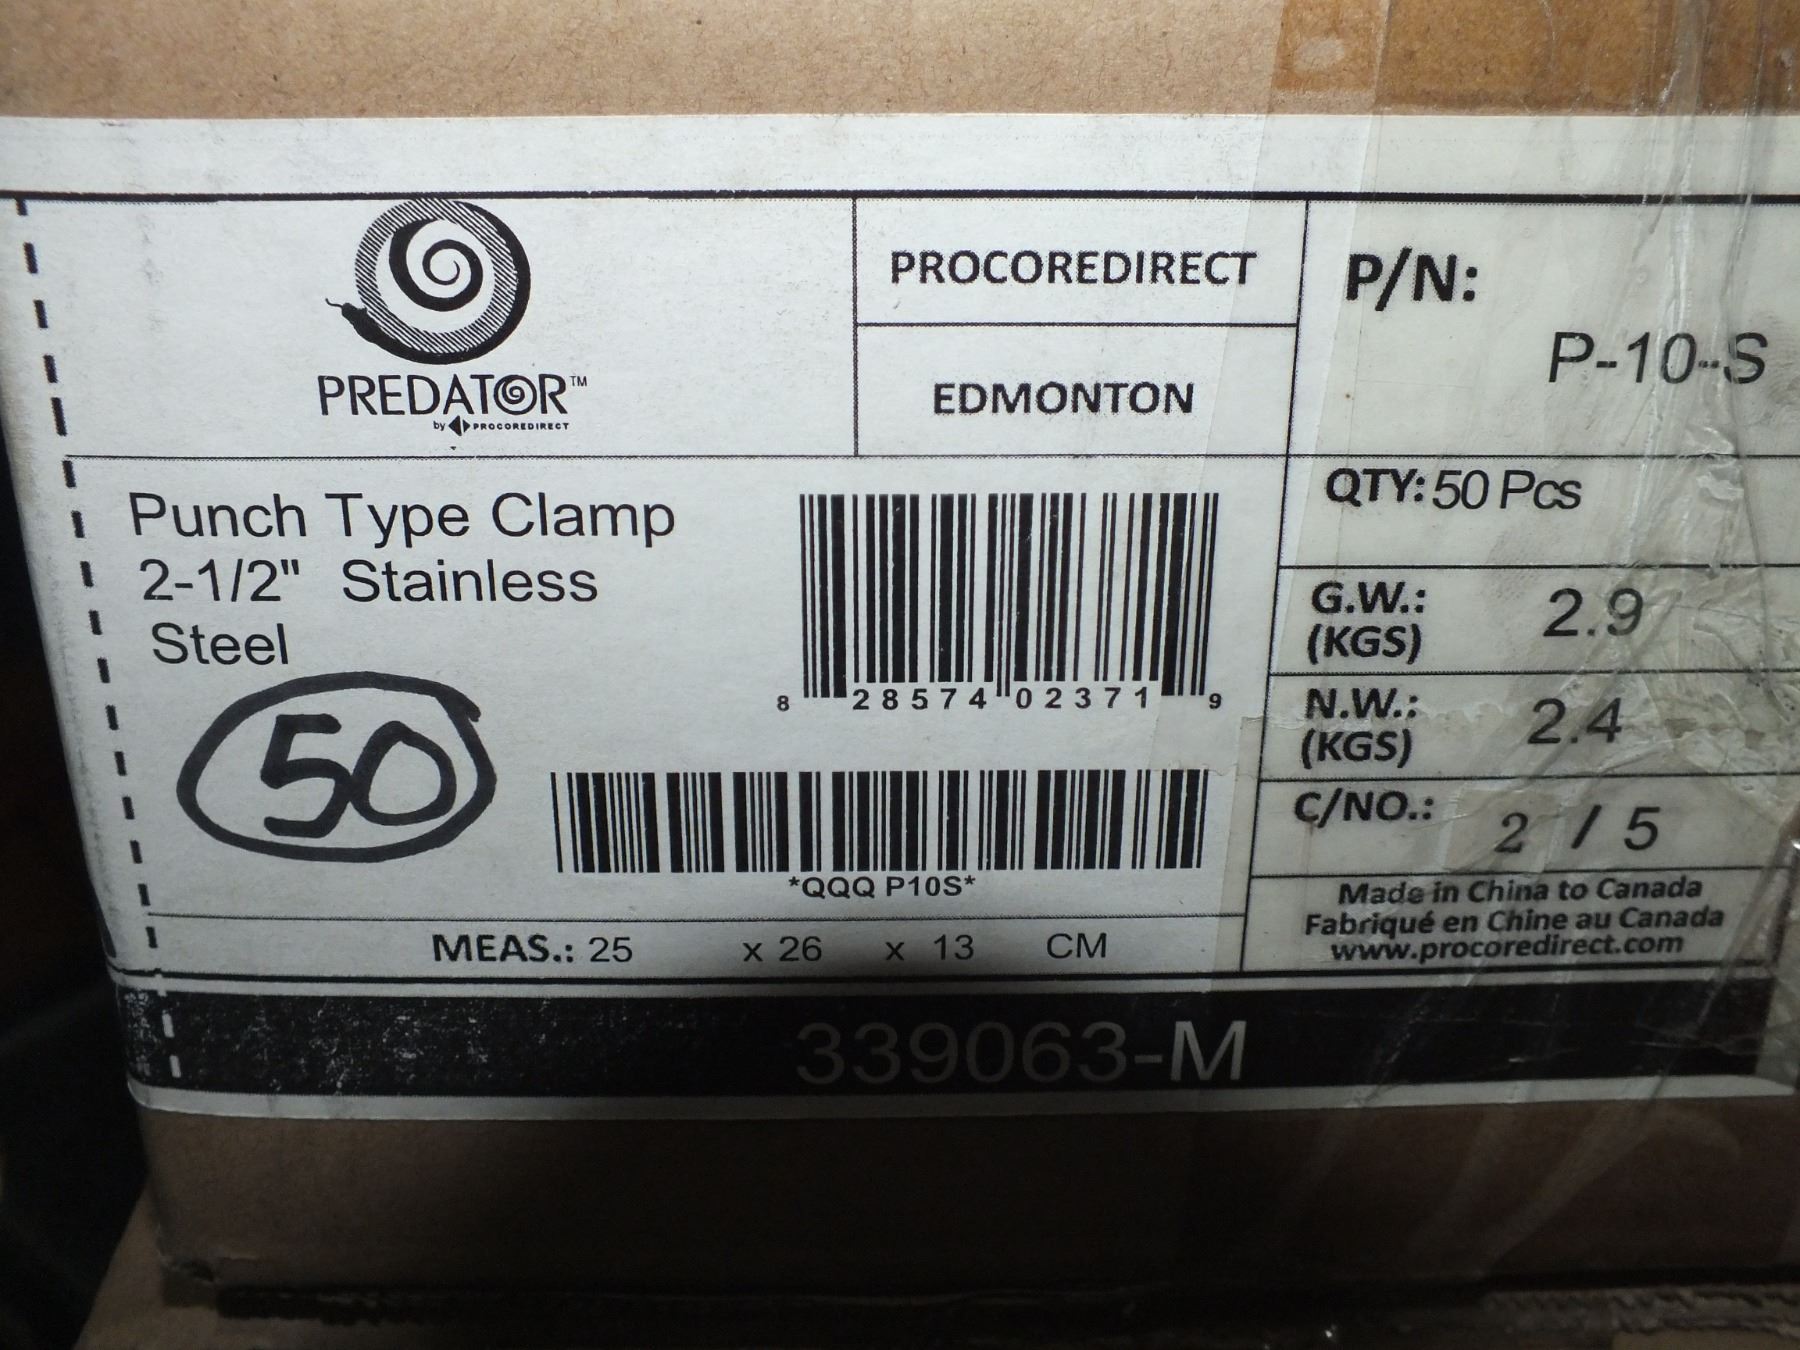 PREDATOR™
by PROCOREDIRECT
PROCOREDIRECT
EDMONTON
P/N:
P-10-S
Punch Type Clamp
2-1/2" Stainless
Steel
50
8 28574 02371 9
*QQQ P10S*
QTY: 50 Pcs
G.W.: 2.9
(KGS)
N.W.: 2.4
(KGS)
C/NO.: 2 / 5
Made in China to Canada
Fabriqué en Chine au Canada
www.procoredirect.com
MEAS.: 25 x 26 x 13 CM
339063-M